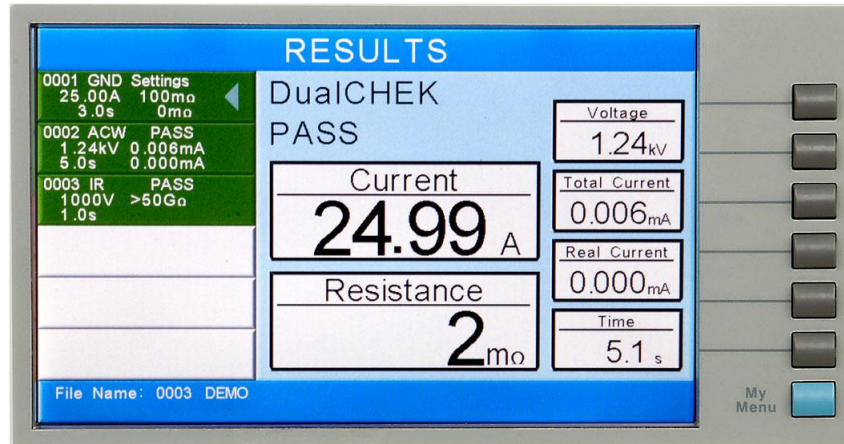 RESULTS
0001 GND Settings
25.00A 100mΩ
3.0s 0mΩ
0002 ACW PASS
1.24kV 0.006mA
5.0s 0.000mA
0003 IR PASS
1000V >50GΩ
1.0s
DualCHEK
PASS
Current
24.99 A
Resistance
2mΩ
Voltage
1.24kV
Total Current
0.006mA
Real Current
0.000mA
Time
5.1 s
File Name: 0003 DEMO
My
Menu